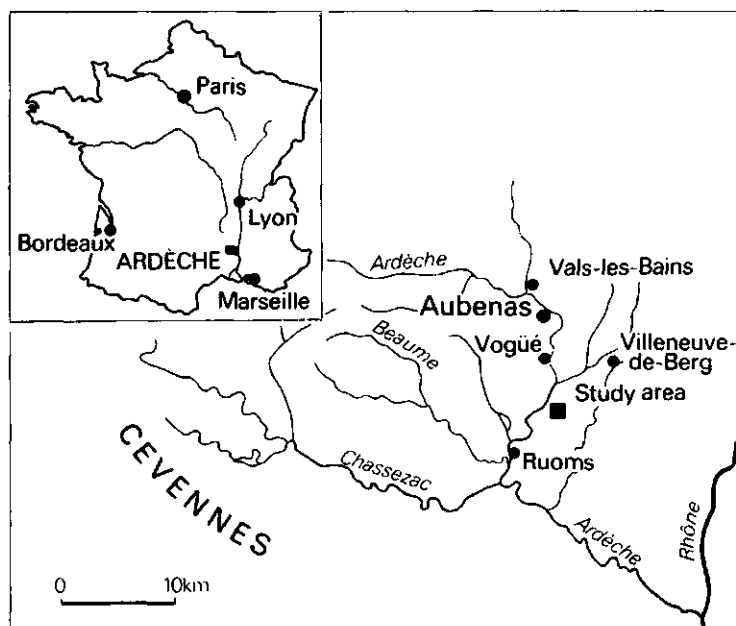 Paris
Lyon
Bordeaux
ARDÈCHE
Marseille
Ardèche
Vals-les-Bains
Aubenas
Beaume
Vogüé
Villeneuve-
de-Berg
Study area
Ruoms
CEVENNES
Chassezac
Ardèche
Rhône
0 10km